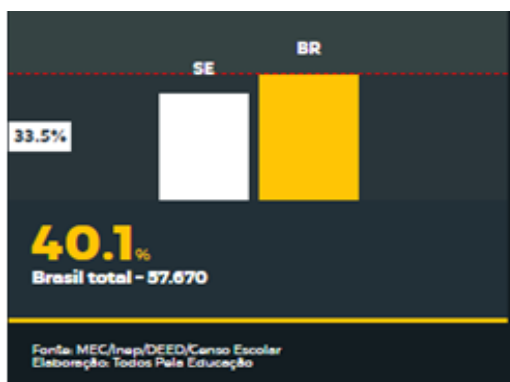 BR
SE
33.5%
40.1%
Brasil total - 57.670
Fonte: MEC/Inep/DEED/Censo Escolar
Elaboração: Todos Pela Educação